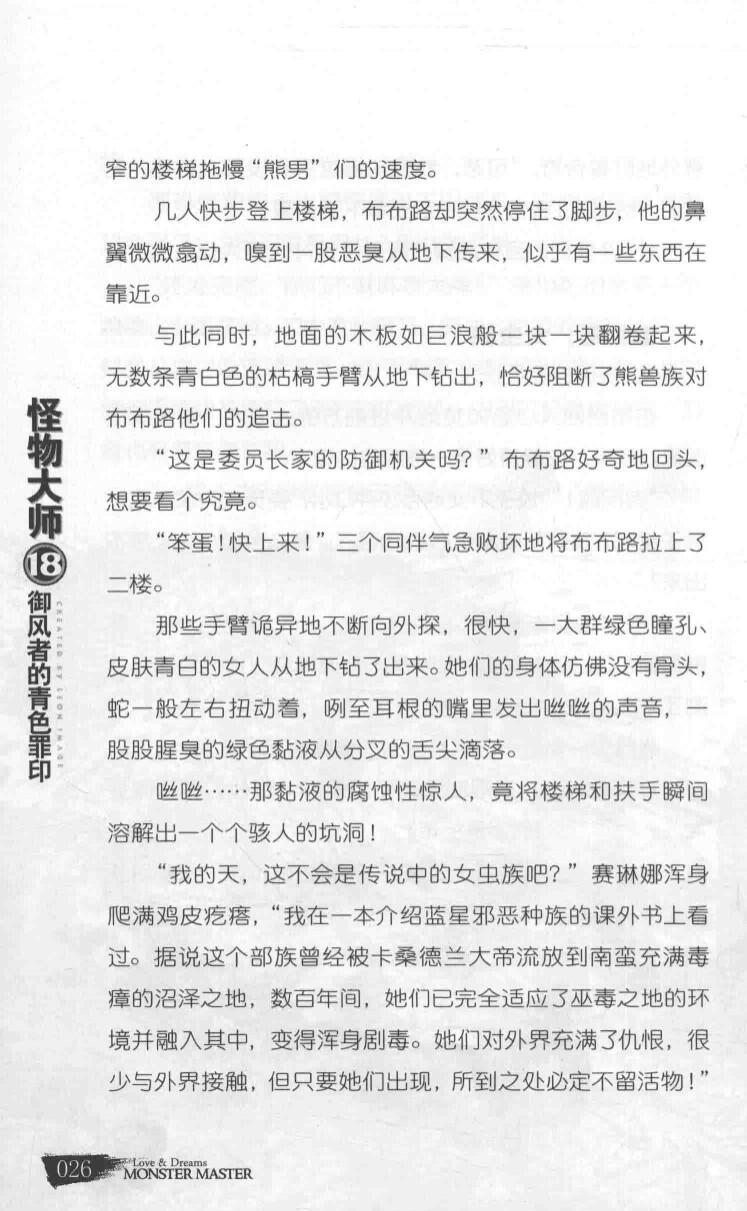 窄的楼梯拖慢“熊男”们的速度。
几人快步登上楼梯，布布路却突然停住了脚步，他的鼻
翼微微翕动，嗅到一股恶臭从地下传来，似乎有一些东西在
靠近。
与此同时，地面的木板如巨浪般一块一块翻卷起来，
无数条青白色的枯槁手臂从地下钻出，恰好阻断了熊兽族对
布布路他们的追击。
“这是委员长家的防御机关吗？”布布路好奇地回头，
想要看个究竟。
“笨蛋！快上来！”三个同伴气急败坏地将布布路拉上了
二楼。
那些手臂诡异地不断向外探，很快，一大群绿色瞳孔、
皮肤青白的女人从地下钻了出来。她们的身体仿佛没有骨头，
蛇一般左右扭动着，咧至耳根的嘴里发出咝咝的声音，一
股股腥臭的绿色黏液从分叉的舌尖滴落。
咝咝……那黏液的腐蚀性惊人，竟将楼梯和扶手瞬间
溶解出一个个骇人的坑洞！
“我的天，这不会是传说中的女虫族吧？”赛琳娜浑身
爬满鸡皮疙瘩，“我在一本介绍蓝星邪恶种族的课外书上看
过。据说这个部族曾经被卡桑德兰大帝流放到南蛮充满毒
瘴的沼泽之地，数百年间，她们已完全适应了巫毒之地的环
境并融入其中，变得浑身剧毒。她们对外界充满了仇恨，很
少与外界接触，但只要她们出现，所到之处必定不留活物！”
怪物大师⑱御风者的青色罪印
CREATED BY LEON IMAGE
026
Love & Dreams
MONSTER MASTER